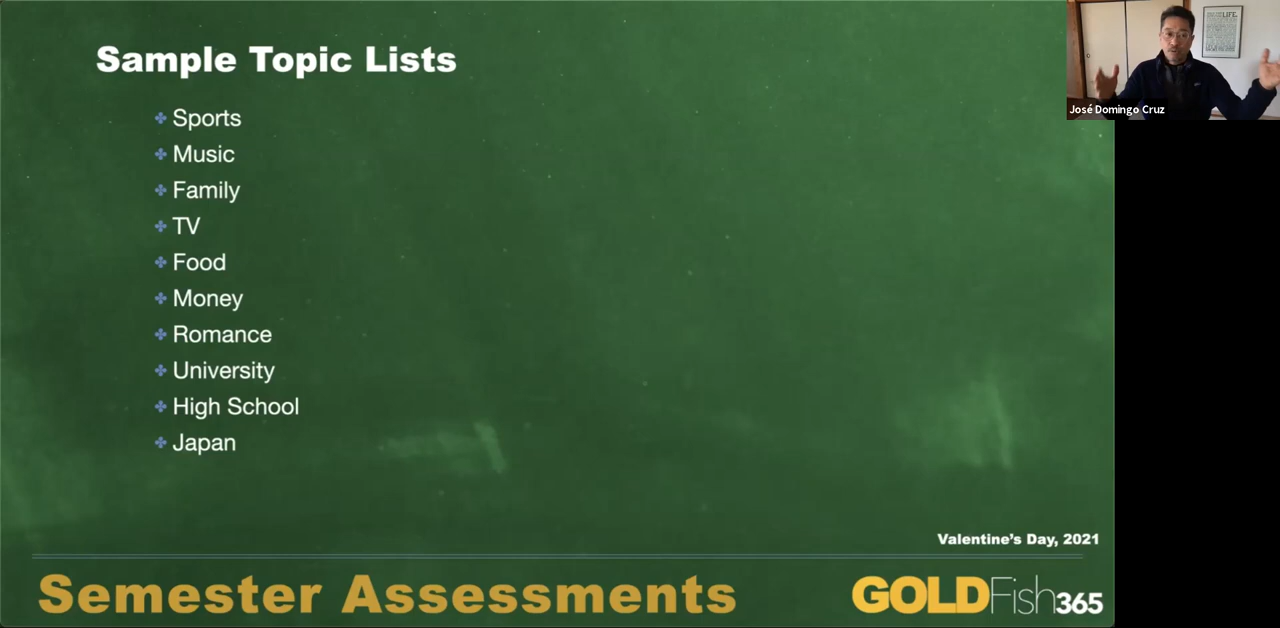 Sample Topic Lists
Sports
Music
Family
TV
Food
Money
Romance
University
High School
Japan
Valentine's Day, 2021
Semester Assessments
GOLDFish365
José Domingo Cruz
LIFE.